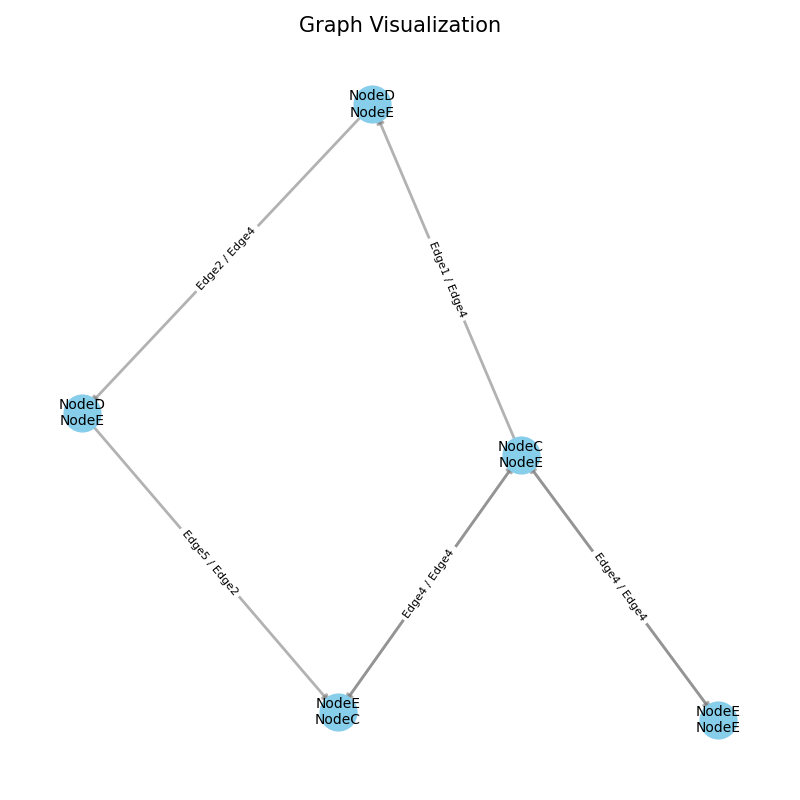 Graph Visualization
NodeD
NodeE
Edge2 / Edge4
Edge1 / Edge4
NodeD
NodeE
NodeC
NodeE
Edge5 / Edge2
Edge4 / Edge4
Edge4 / Edge4
NodeE
NodeC
NodeE
NodeE